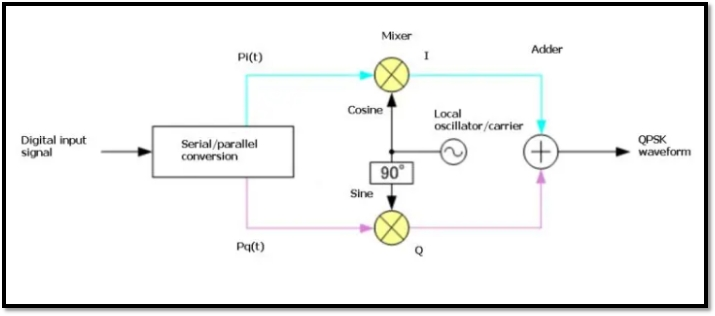 Mixer
Pi(t)
I
Adder
Cosine
Local
oscillator/carrier
Digital input
signal
Serial/parallel
conversion
QPSK
waveform
90°
Sine
Pq(t)
Q